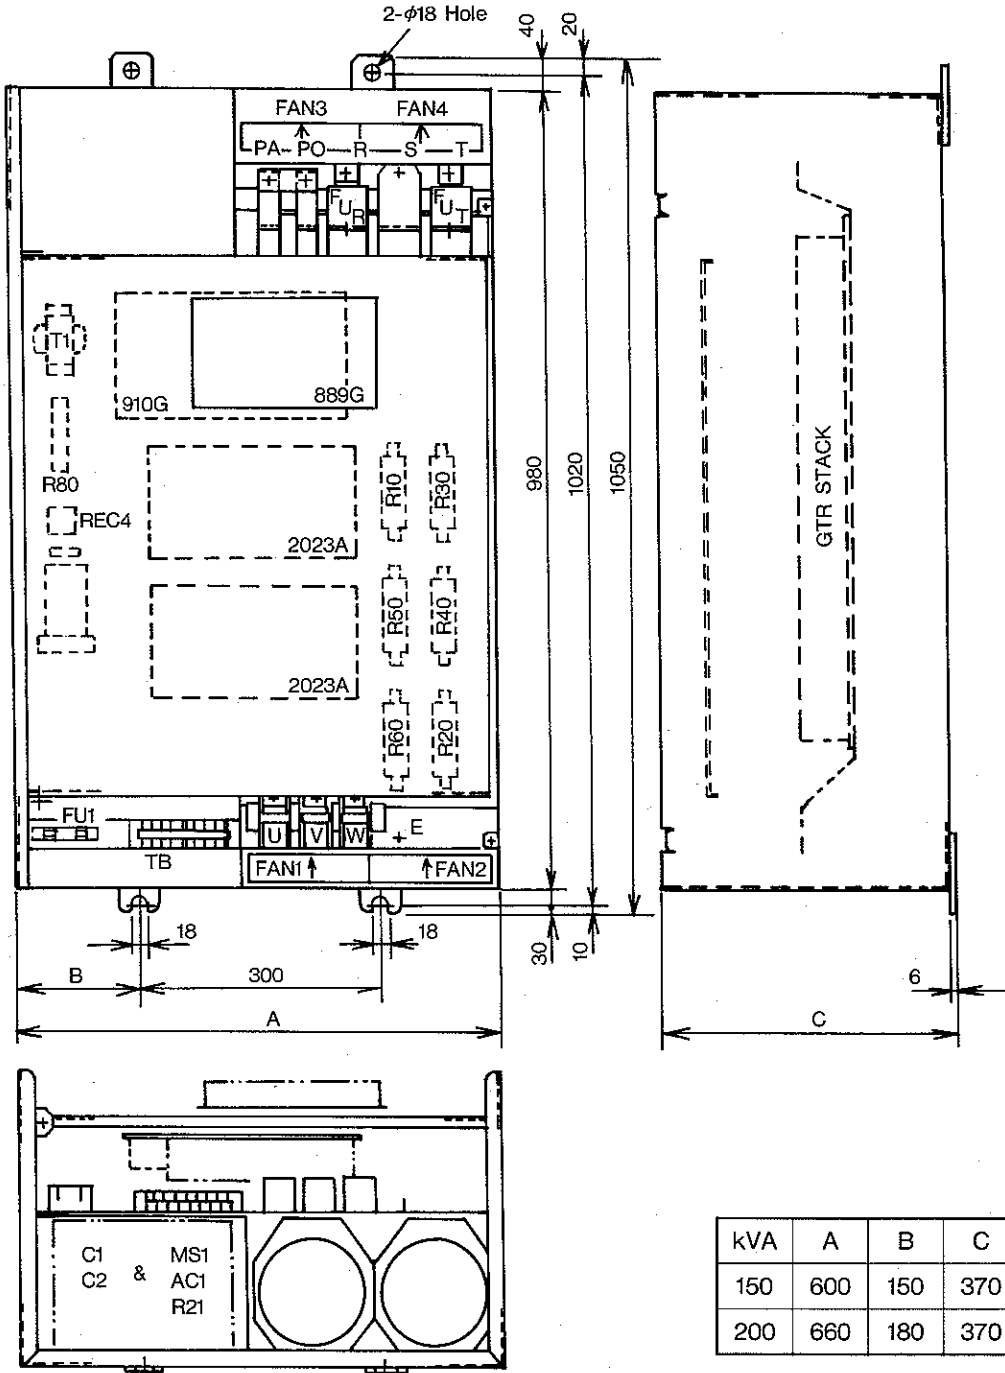 2-φ18 Hole
40
20
FAN3 FAN4
PA PO R S T
FUR FUT
T1
910G 889G
R80
REC4
2023A
R10 R30
R50 R40
2023A
R60 R20
980
1020
1050
GTR STACK
FU1
U V W E
TB
FAN1 FAN2
18 18
30
10
B 300
A
6
C
C1 & MS1
C2 AC1
R21
kVA A B C
150 600 150 370
200 660 180 370